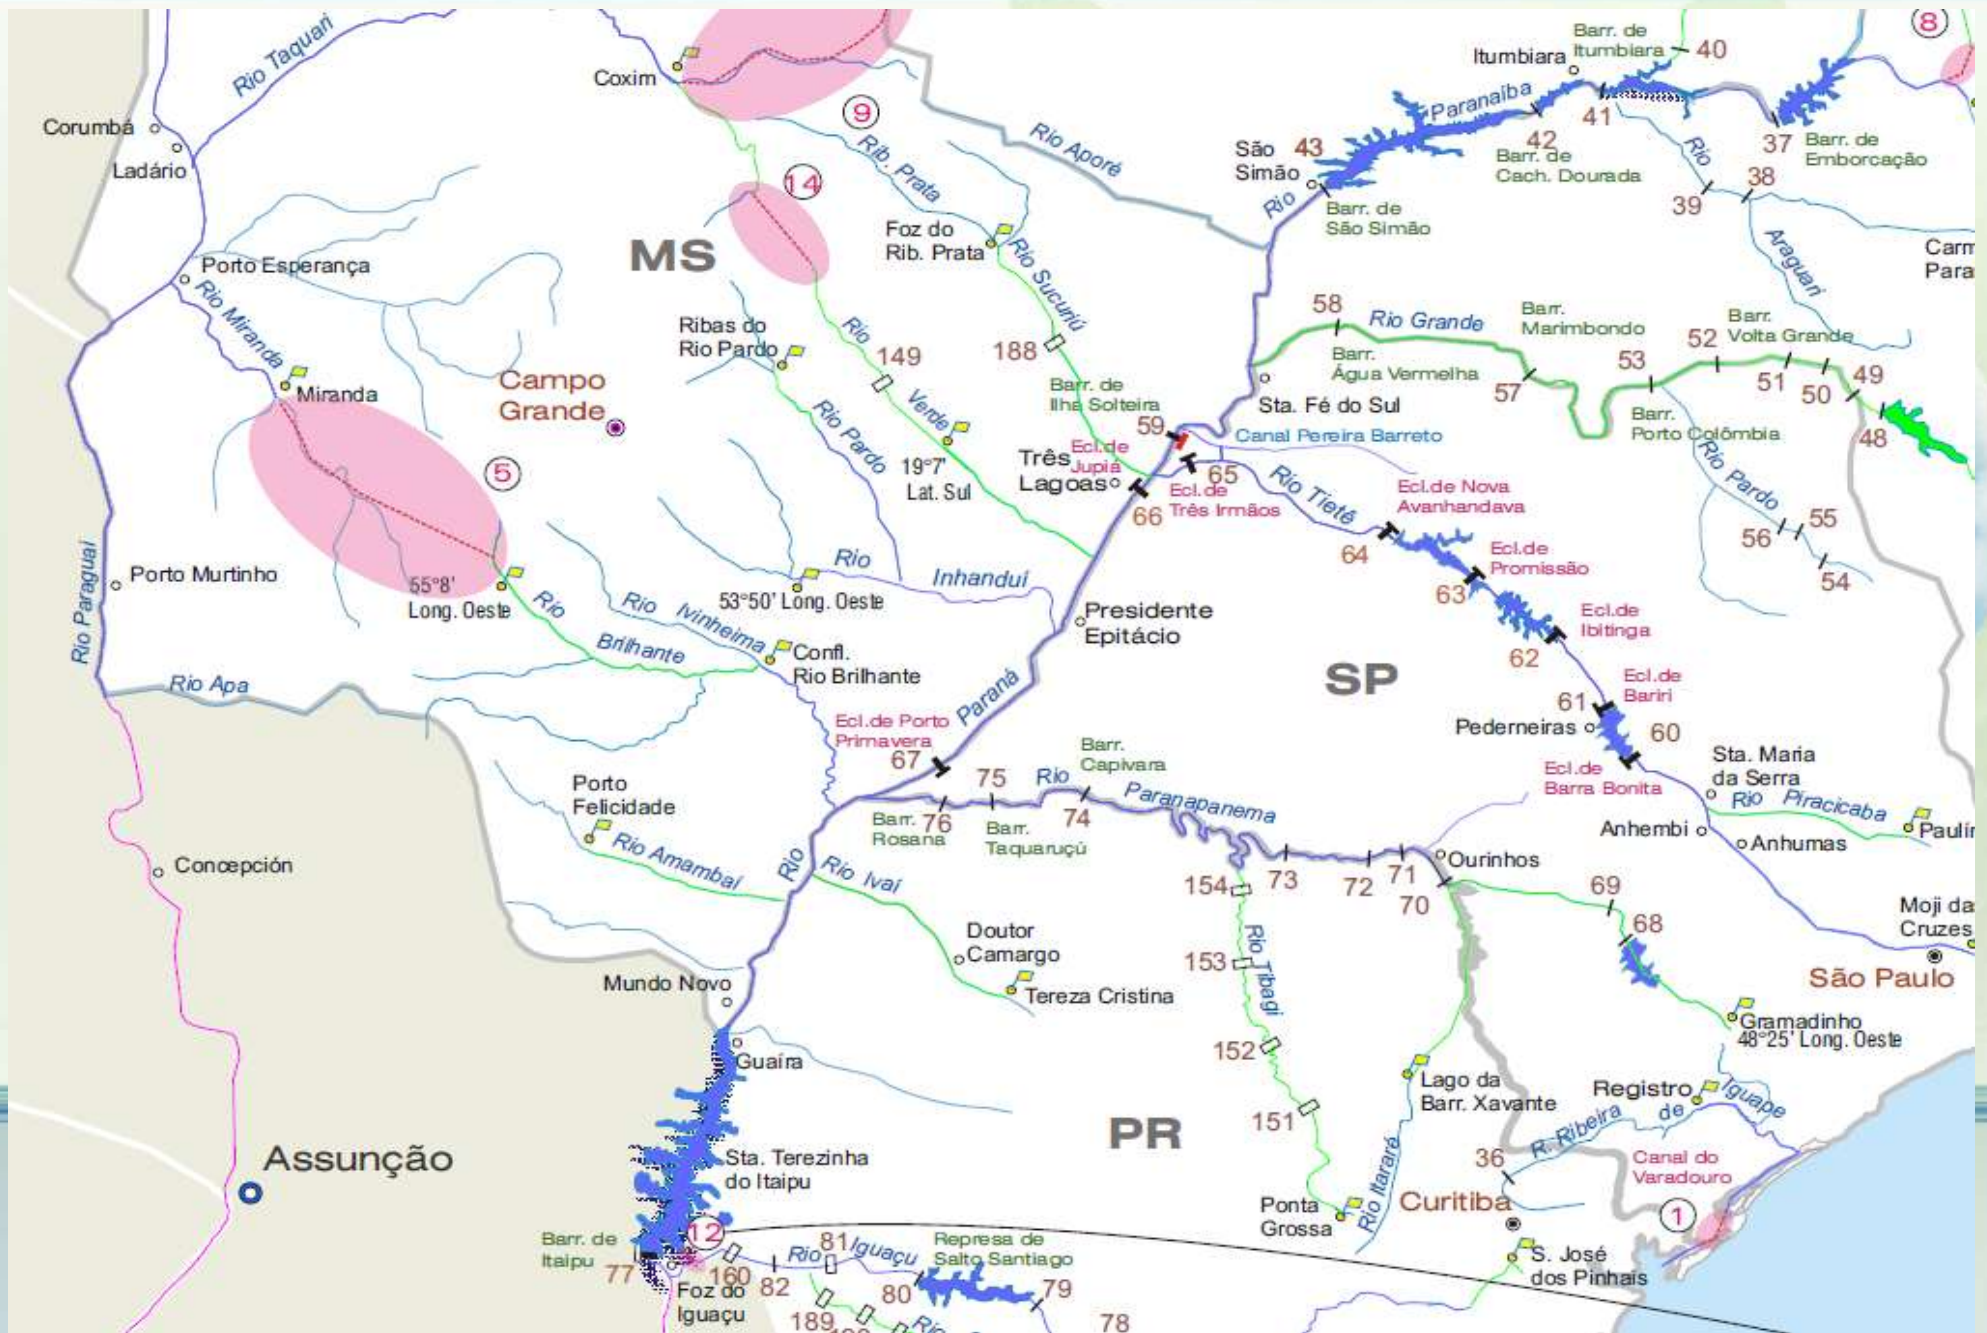 Rio Taquari
Coxim
9
Corumbá
Ladário
14
Rib. Prata
Rio Aporé
Barr. de
Itumbiara
40
8
Itumbiara
Paranaíba
41
42
Barr. de
Cach. Dourada
37
Barr. de
Emborcação
São
Simão
43
Rio
Barr. de
São Simão
Rio
38
39
Araguari
Carm
Para
MS
Foz do
Rib. Prata
Rio Sucuriú
Porto Esperança
Rio Miranda
Miranda
Ribas do
Rio Pardo
Rio
149
Verde
188
58
Rio Grande
Barr.
Água Vermelha
Barr.
Marimbondo
57
53
52
Barr.
Volta Grande
51
50
49
48
Barr.
Porto Colômbia
Campo
Grande
Rio Pardo
19°7'
Lat. Sul
Barr. de
Ilha Solteira
59
Sta. Fé do Sul
Canal Pereira Barreto
Ecl.de
Jupiá
Três
Lagoas
66
65
Ecl.de
Três Irmãos
Rio Tietê
Ecl.de Nova
Avanhandava
64
Ecl.de
Promissão
63
Ecl.de
Ibitinga
62
Rio Pardo
56
55
54
5
55°8'
Long. Oeste
Rio Paraguai
Porto Murtinho
Rio
Brilhante
Rio Ivinheima
53°50' Long. Oeste
Rio
Inhanduí
Presidente
Epitácio
Confl.
Rio Brilhante
Rio Apa
SP
Ecl.de
Bariri
61
Pederneiras
60
Ecl.de
Barra Bonita
Sta. Maria
da Serra
Rio Piracicaba
Paulín
Anhembi
Anhumas
Paraná
Ecl.de Porto
Primavera
67
75
Rio
Barr.
Capivara
Paranapanema
Barr.
Rosana
76
Barr.
Taquaruçú
74
Porto
Felicidade
Rio Amambaí
Rio
Rio Ivaí
Concepción
154
73
72
71
70
Ourinhos
69
68
Moji da
Cruzes
São Paulo
Doutor
Camargo
Tereza Cristina
153
Rio Tibagi
152
151
Gramadinho
48°25' Long. Oeste
Mundo Novo
Guaíra
Lago da
Barr. Xavante
Registro
R. Ribeira
de
Iguape
PR
Rio Itararé
36
Canal do
Varadouro
1
Assunção
Sta. Terezinha
do Itaipu
Ponta
Grossa
Curitiba
S. José
dos Pinhais
12
Barr. de
Itaipu
77
Foz do
Iguaçu
160
82
Rio
81
Iguaçu
Represa de
Salto Santiago
80
79
78
189
Rio